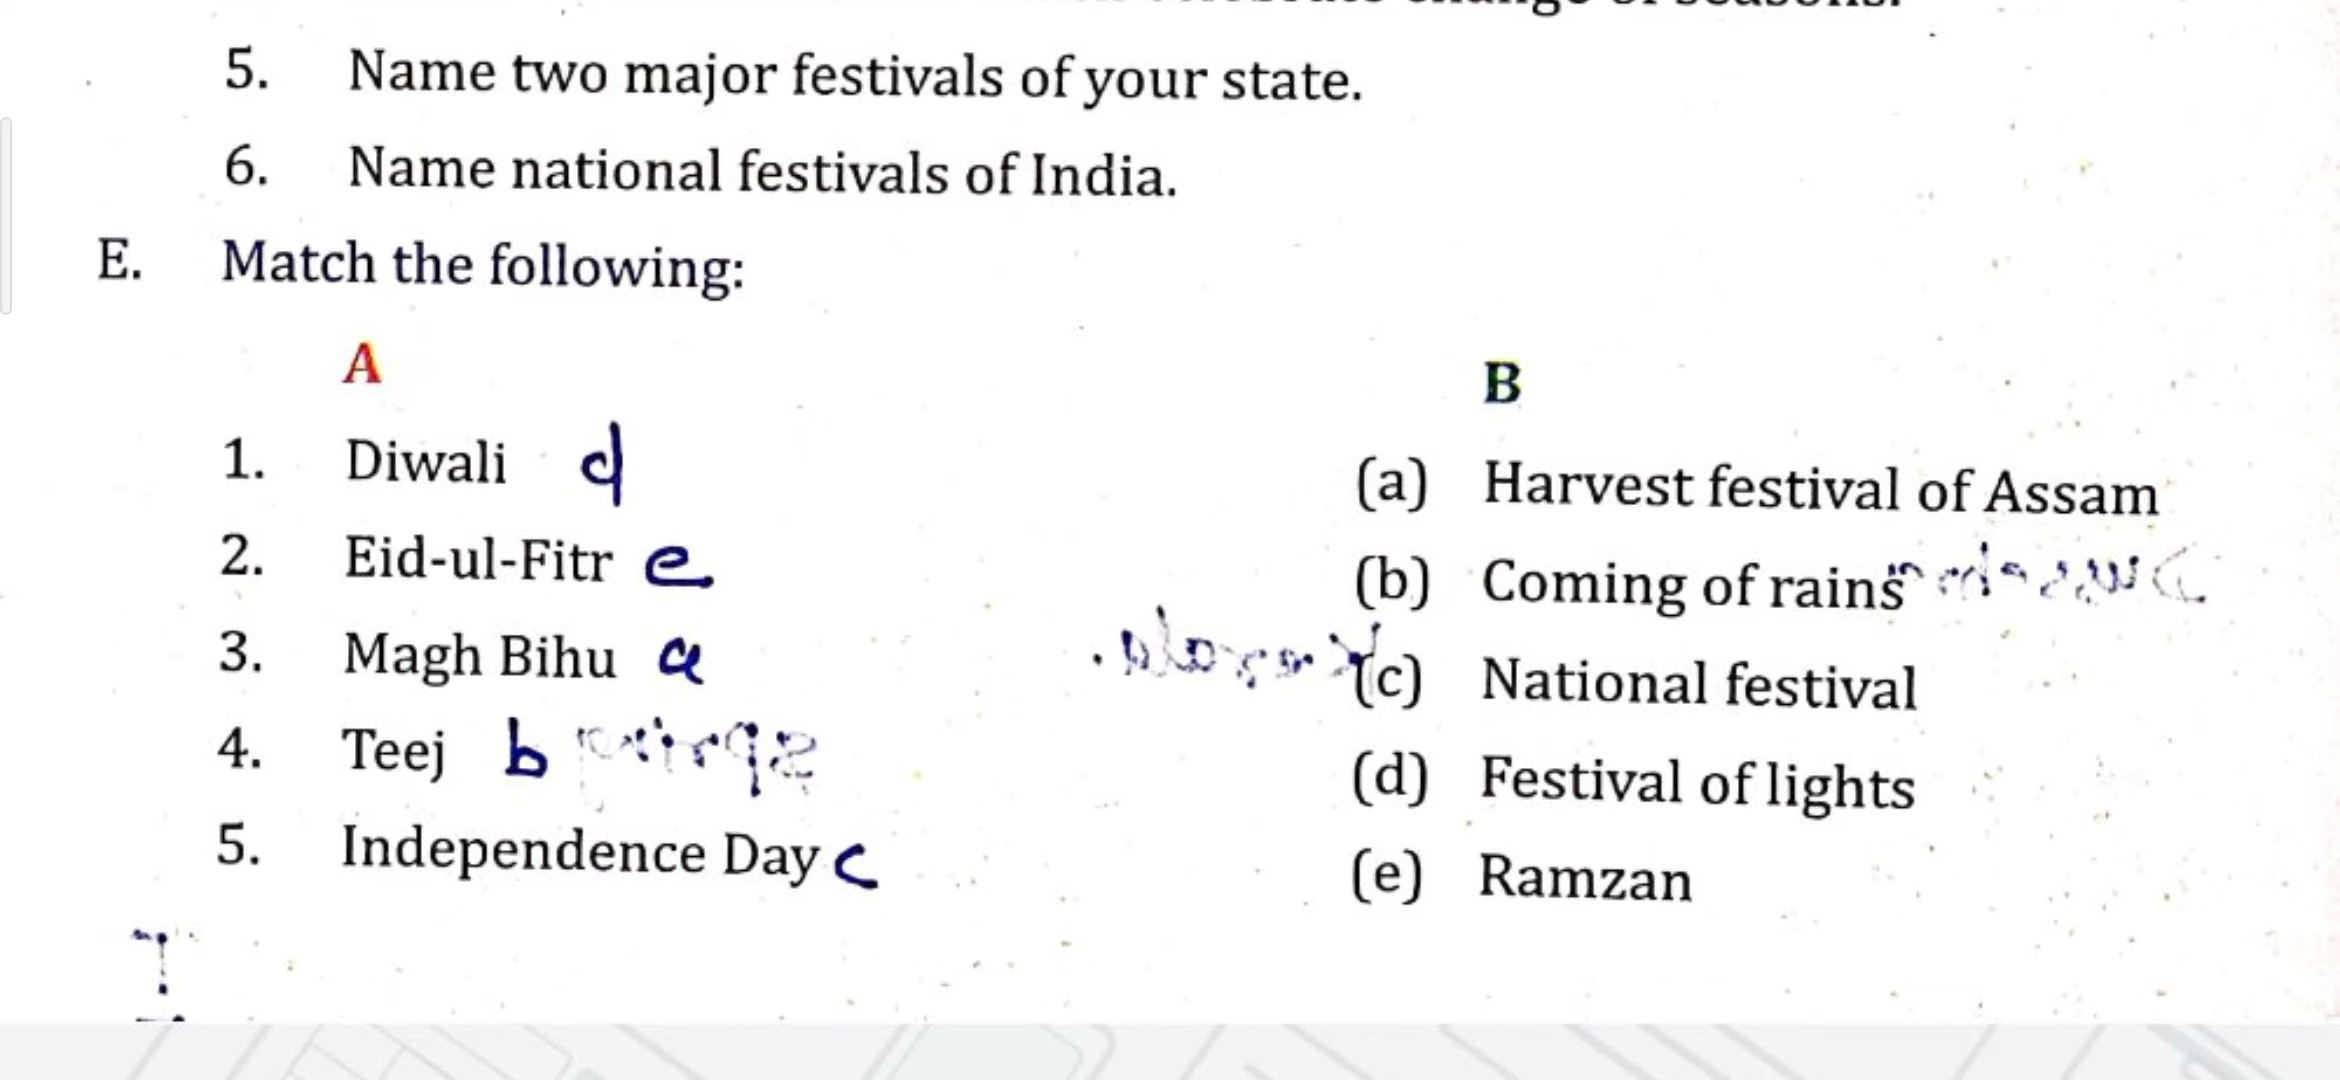 5. Name two major festivals of your state.
6. Name national festivals of India.
E. Match the following:
A B
1. Diwali d (a) Harvest festival of Assam
2. Eid-ul-Fitr e (b) Coming of rains
3. Magh Bihu a (c) National festival
4. Teej b (d) Festival of lights
5. Independence Day c (e) Ramzan